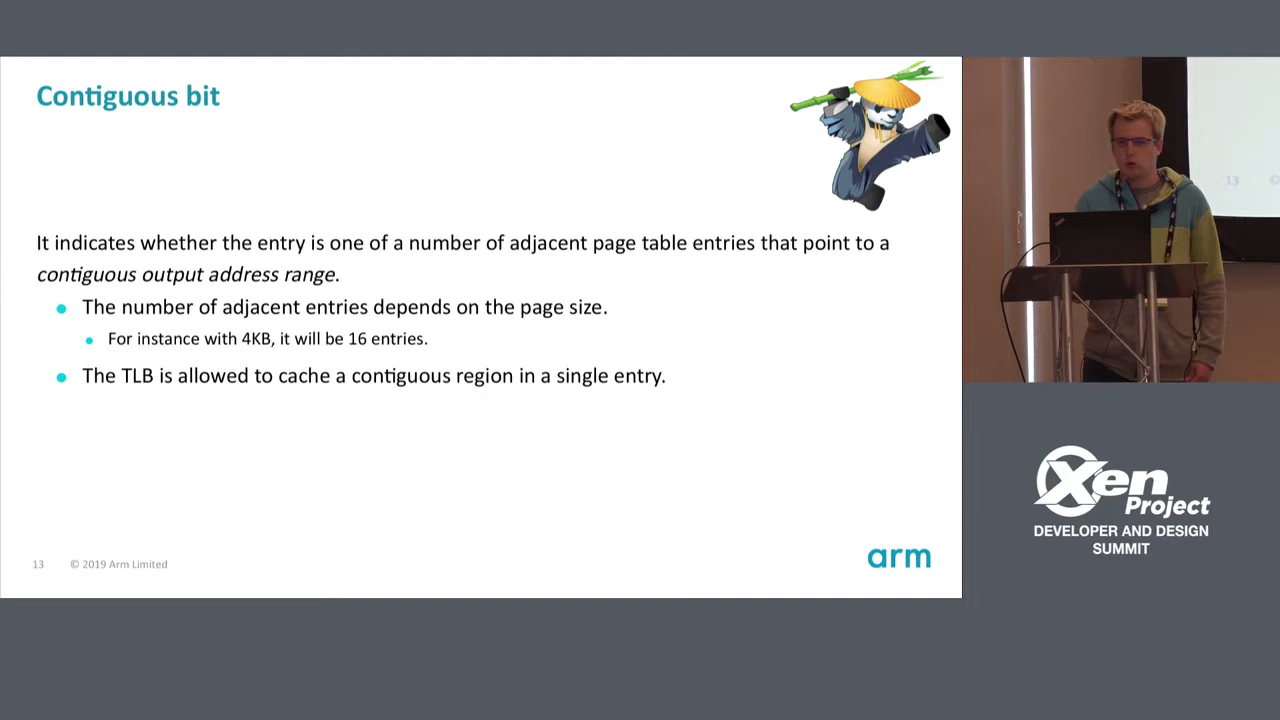 Contiguous bit
It indicates whether the entry is one of a number of adjacent page table entries that point to a
contiguous output address range.
The number of adjacent entries depends on the page size.
For instance with 4KB, it will be 16 entries.
The TLB is allowed to cache a contiguous region in a single entry.
13 © 2019 Arm Limited
arm
13 ©
Xen
Project
DEVELOPER AND DESIGN
SUMMIT